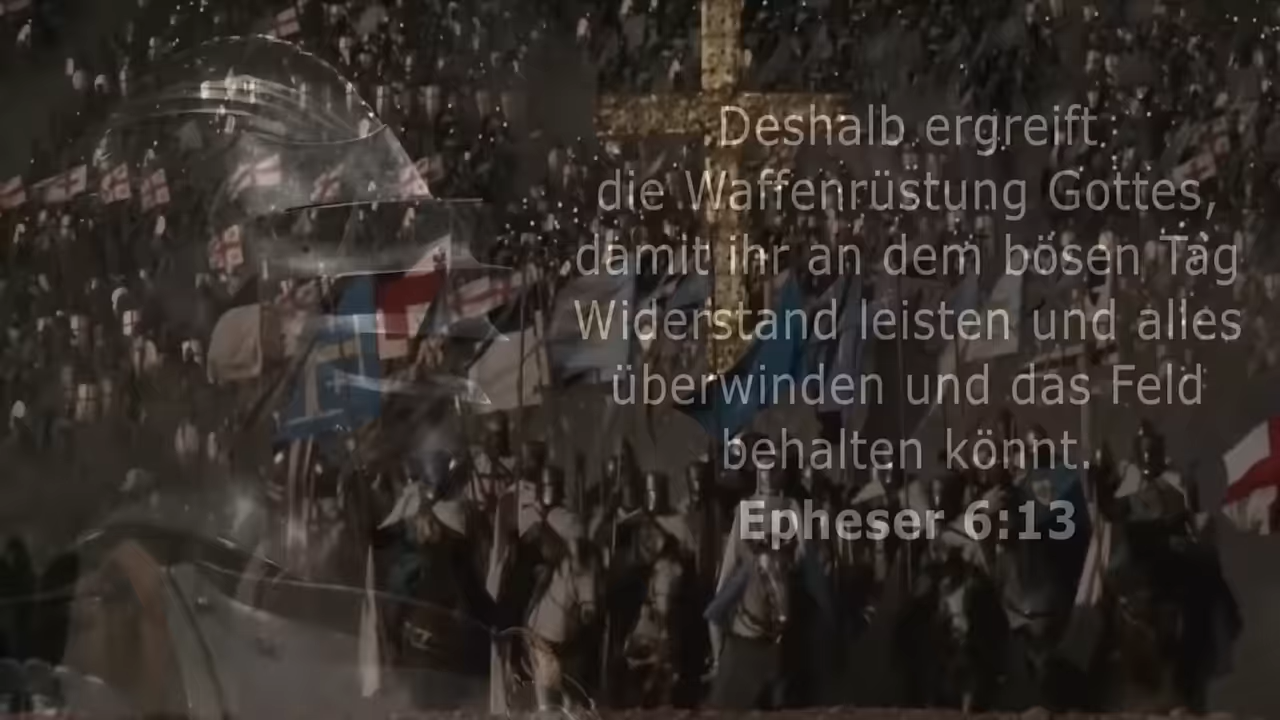 Deshalb ergreift
die Waffenrüstung Gottes,
damit ihr an dem bösen Tag
Widerstand leisten und alles
überwinden und das Feld
behalten könnt.
Epheser 6:13